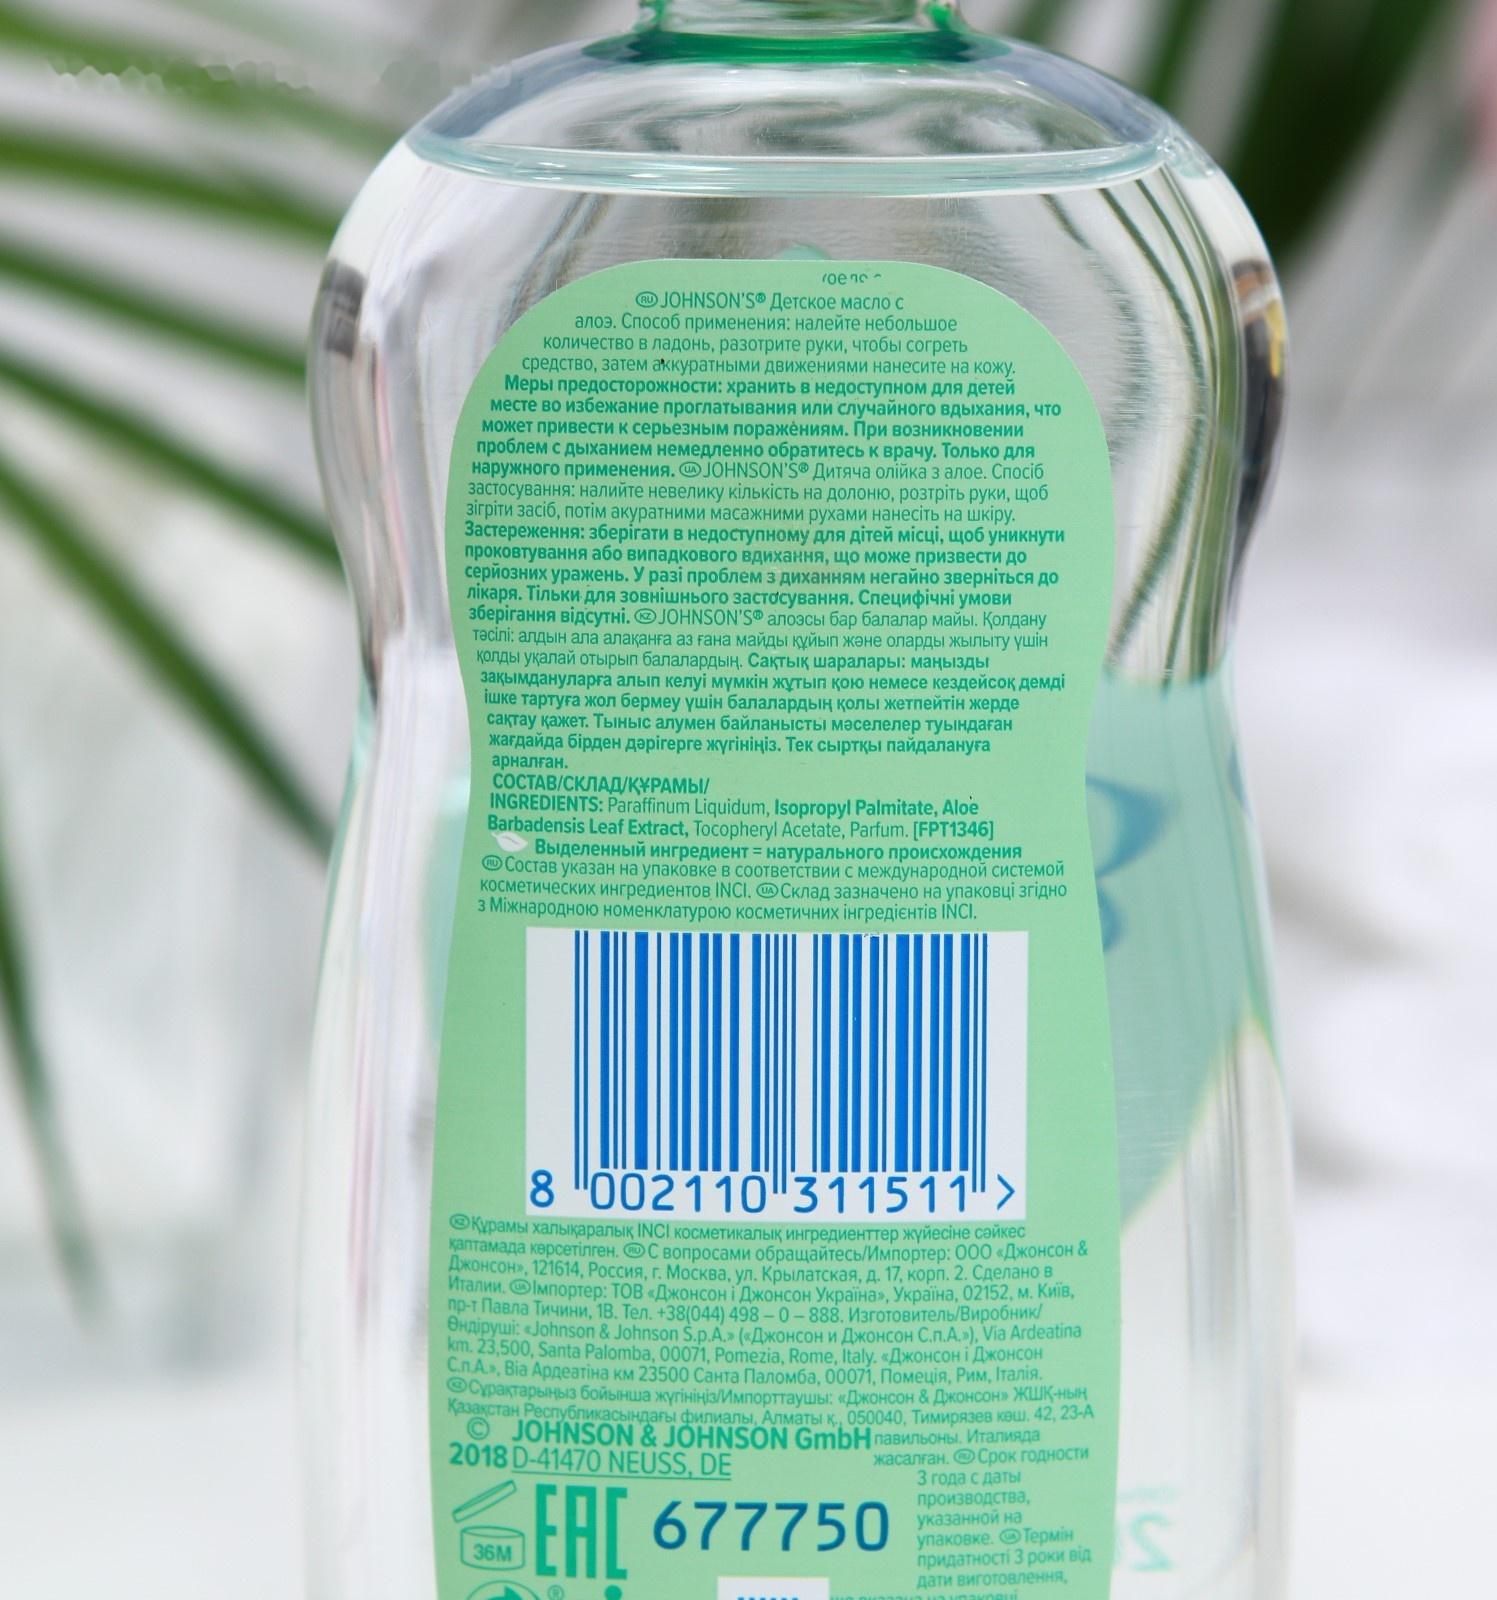 RU JOHNSON'S® Детское масло с
алоэ. Способ применения: налейте небольшое
количество в ладонь, разотрите руки, чтобы согреть
средство, затем аккуратными движениями нанесите на кожу.
Меры предосторожности: хранить в недоступном для детей
месте во избежание проглатывания или случайного вдыхания, что
может привести к серьезным поражениям. При возникновении
проблем с дыханием немедленно обратитесь к врачу. Только для
наружного применения. UA JOHNSON'S® Дитяча олійка з алое. Спосіб
застосування: налийте невелику кількість на долоню, розтріть руки, щоб
зігріти засіб, потім акуратними масажними рухами нанесіть на шкіру.
Застереження: зберігати в недоступному для дітей місці, щоб уникнути
проковтування або випадкового вдихання, що може призвести до
серйозних уражень. У разі проблем з диханням негайно зверніться до
лікаря. Тільки для зовнішнього застосування. Специфічні умови
зберігання відсутні. KZ JOHNSON'S® алоэсы бар балалар майы. Қолдану
тәсілі: алдын ала алақанға аз ғана майды құйып және оларды жылыту үшін
қолды уқалай отырып балалардың. Сақтық шаралары: маңызды
зақымдануларға алып келуі мүмкін жұтып қою немесе кездейсоқ демді
ішке тартуға жол бермеу үшін балалардың қолы жетпейтін жерде
сақтау қажет. Тыныс алумен байланысты мәселелер туындаған
жағдайда бірден дәрігерге жүгініңіз. Тек сыртқы пайдалануға
арналған.
СОСТАВ/СКЛАД/ҚҰРАМЫ/
INGREDIENTS: Paraffinum Liquidum, Isopropyl Palmitate, Aloe
Barbadensis Leaf Extract, Tocopheryl Acetate, Parfum. [FPT1346]
Выделенный ингредиент = натурального происхождения
RU Состав указан на упаковке в соответствии с международной системой
косметических ингредиентов INCI. UA Склад зазначено на упаковці згідно
з Міжнародною номенклатурою косметичних інгредієнтів INCI.
8 002110 311511 >
KZ Құрамы халықаралық INCI косметикалық ингредиенттер жүйесіне сәйкес
қаптамада көрсетілген. RU С вопросами обращайтесь/Импортер: ООО «Джонсон &
Джонсон», 121614, Россия, г. Москва, ул. Крылатская, д. 17, корп. 2. Сделано в
Италии. UA Імпортер: ТОВ «Джонсон і Джонсон Україна», Україна, 02152, м. Київ,
пр-т Павла Тичини, 1В. Тел. +38(044) 498 – 0 – 888. Изготовитель/Виробник/
Өндіруші: «Johnson & Johnson S.p.A.» («Джонсон и Джонсон С.п.А.»), Via Ardeatina
km. 23,500, Santa Palomba, 00071, Pomezia, Rome, Italy. «Джонсон і Джонсон
С.п.А.», Віа Ардеатіна км 23500 Санта Паломба, 00071, Помеція, Рим, Італія.
KZ Сұрақтарыңыз бойынша жүгініңіз/Импорттаушы: «Джонсон & Джонсон» ЖШҚ-ның
Қазақстан Республикасындағы филиалы, Алматы қ., 050040, Тимирязев көш. 42, 23-А
© JOHNSON & JOHNSON GmbH павильоны. Италияда
2018 D-41470 NEUSS, DE жасалған. RU Срок годности
3 года с даты
производства,
указанной на
упаковке. UA Термін
придатності 3 роки від
дати виготовлення,
36M EAC 677750